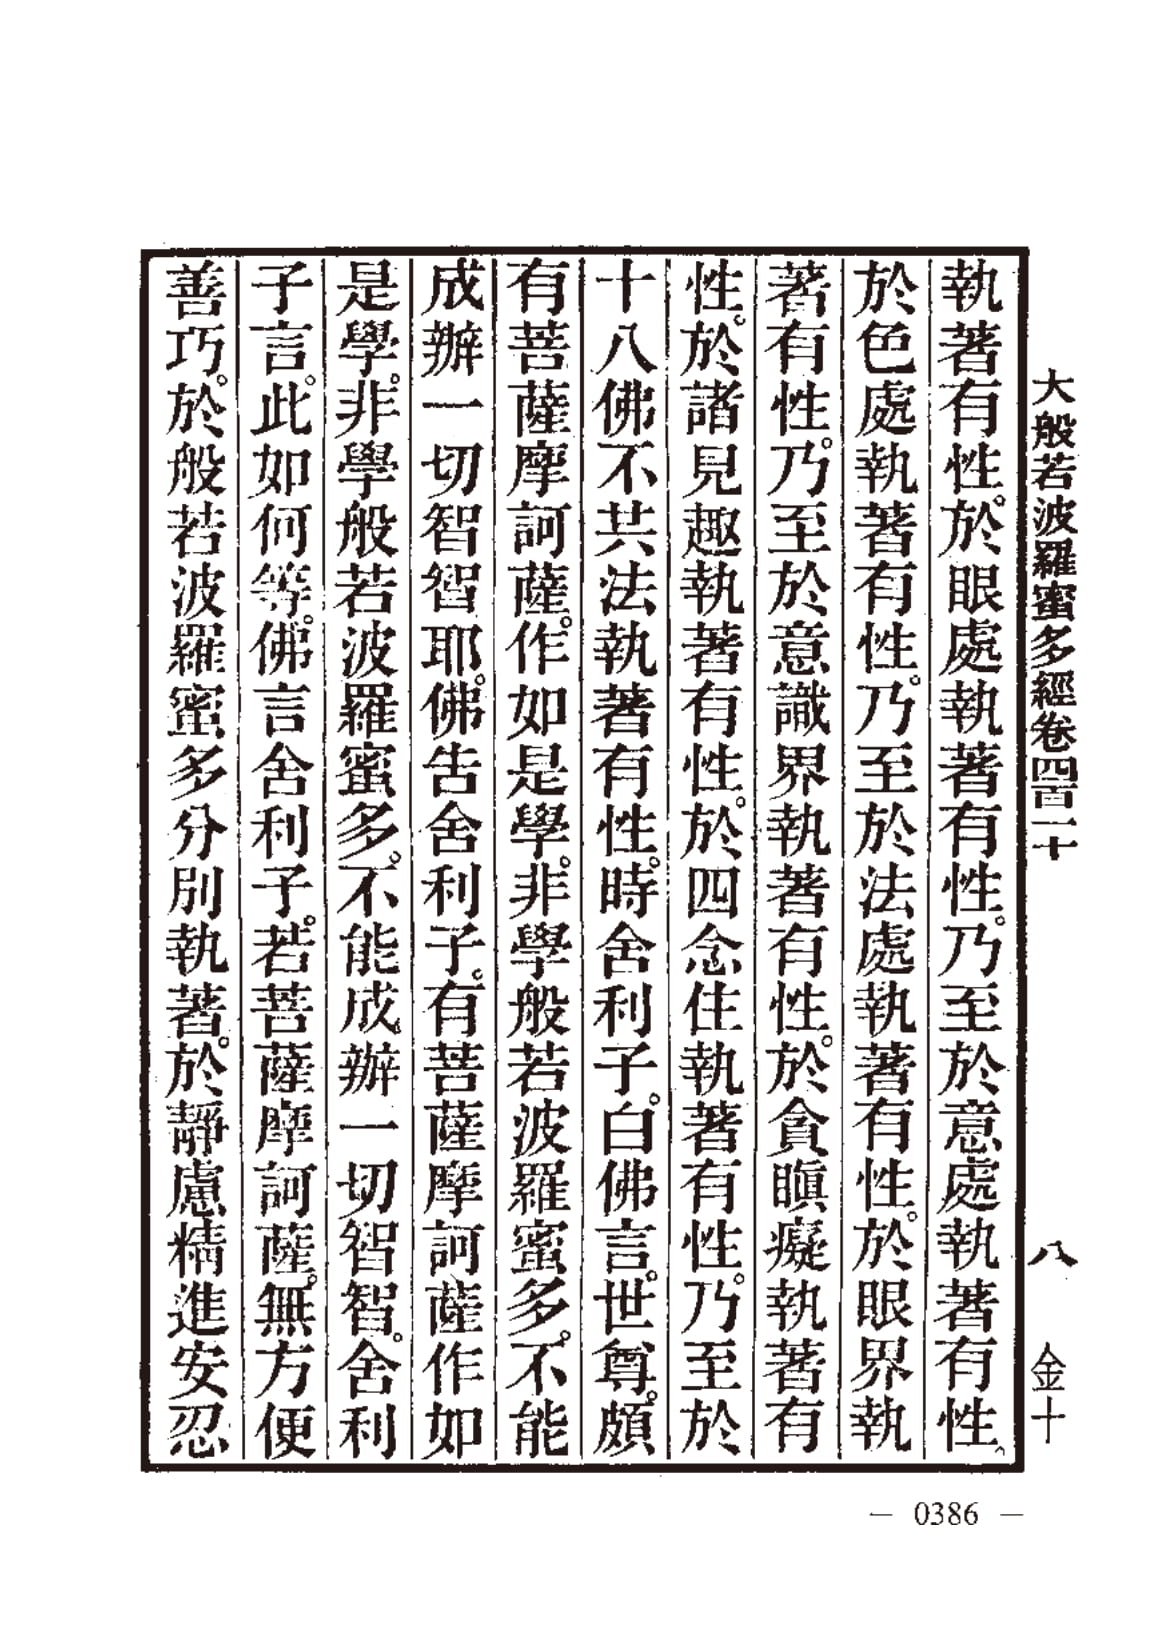 大般若波羅蜜多經卷四百一十 八 金十
執著有性。於眼處執著有性。乃至於意處執著有性。
於色處執著有性。乃至於法處執著有性。於眼界執
著有性。乃至於意識界執著有性。於貪瞋癡執著有
性。於諸見趣執著有性。於四念住執著有性。乃至於
十八佛不共法執著有性。時舍利子。白佛言。世尊。頗
有菩薩摩訶薩。作如是學。非學般若波羅蜜多。不能
成辦一切智智耶。佛告舍利子。有菩薩摩訶薩作如
是學。非學般若波羅蜜多。不能成辦一切智智。舍利
子言。此如何等。佛言舍利子。若菩薩摩訶薩。無方便
善巧。於般若波羅蜜多分別執著。於靜慮精進安忍
— 0386 —